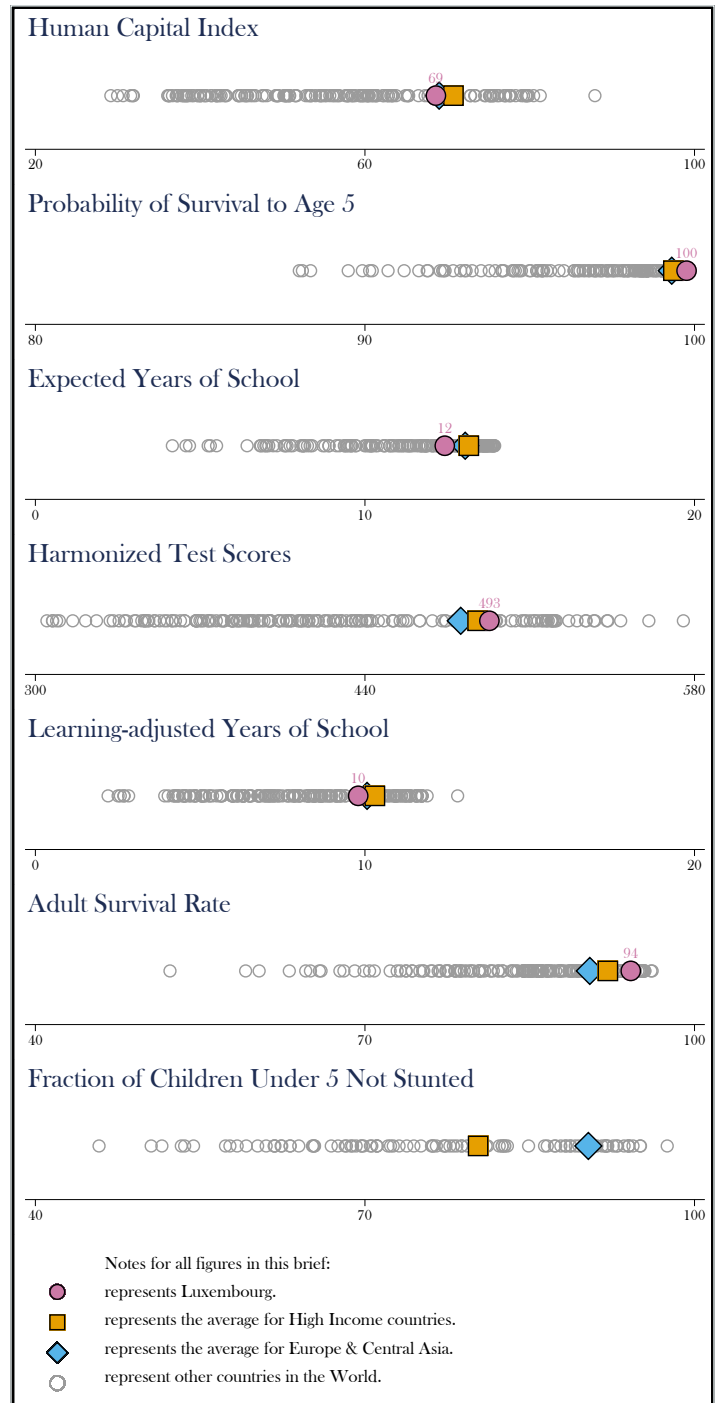 Human Capital Index
69
20 60 100
Probability of Survival to Age 5
100
80 90 100
Expected Years of School
12
0 10 20
Harmonized Test Scores
493
300 440 580
Learning-adjusted Years of School
10
0 10 20
Adult Survival Rate
94
40 70 100
Fraction of Children Under 5 Not Stunted
40 70 100
Notes for all figures in this brief:
represents Luxembourg.
represents the average for High Income countries.
represents the average for Europe & Central Asia.
represent other countries in the World.